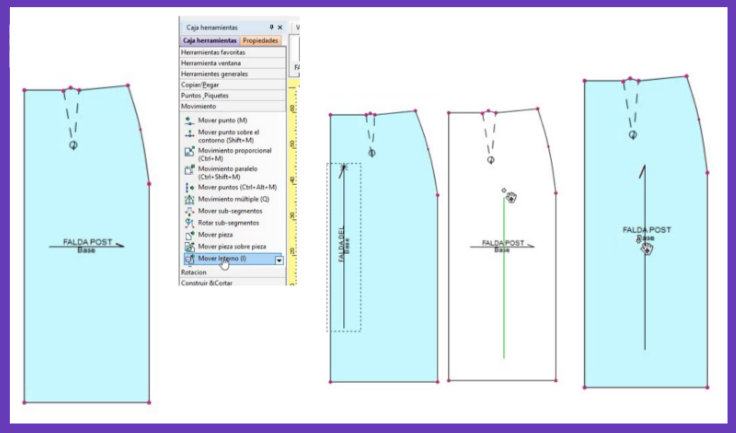 Caja herramientas
Caja herramientas Propiedades
Herramientas favoritas
Herramienta ventana
Herramientes generales
Copiar/Pegar
Puntos_Piquetes
Movimiento
Mover punto (M)
Mover punto sobre el
contorno (Shift+M)
Movimiento proporcional
(Ctrl+M)
Movimiento paralelo
(Ctrl+Shift+M)
Mover puntos (Ctrl+Alt+M)
Movimiento múltiple (Q)
Mover sub-segmentos
Rotar sub-segmentos
Mover pieza
Mover pieza sobre pieza
Mover Interno (I)
Rotacion
Construir &Cortar
FALDA POST
Base
FALDA DEL
Base
FALDA POST
Base
FALDA POST
Base